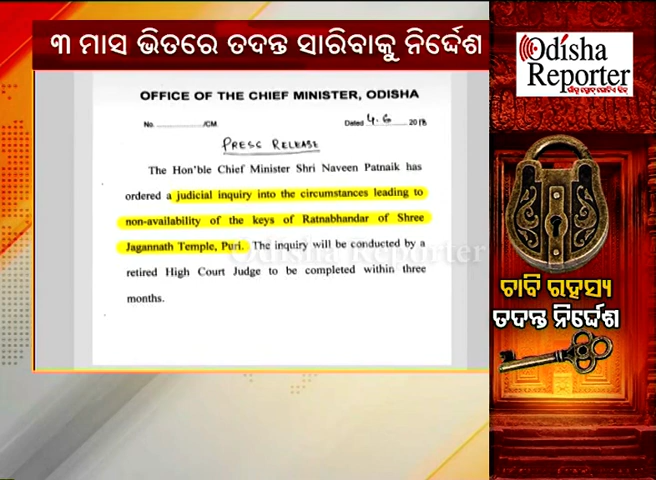 ୩ ମାସ ଭିତରେ ତଦନ୍ତ ସାରିବାକୁ ନିର୍ଦ୍ଦେଶ
Odisha
Reporter
OFFICE OF THE CHIEF MINISTER, ODISHA
No. ............/CM
Dated 4.6 2018
PRESS RELEASE
The Hon'ble Chief Minister Shri Naveen Patnaik has
ordered a judicial inquiry into the circumstances leading to
non-availability of the keys of Ratnabhandar of Shree
Jagannath Temple, Puri. The inquiry will be conducted by a
retired High Court Judge to be completed within three
months.
Odisha Reporter
ଚାବି ରହସ୍ୟ
ତଦନ୍ତ ନିର୍ଦ୍ଦେଶ